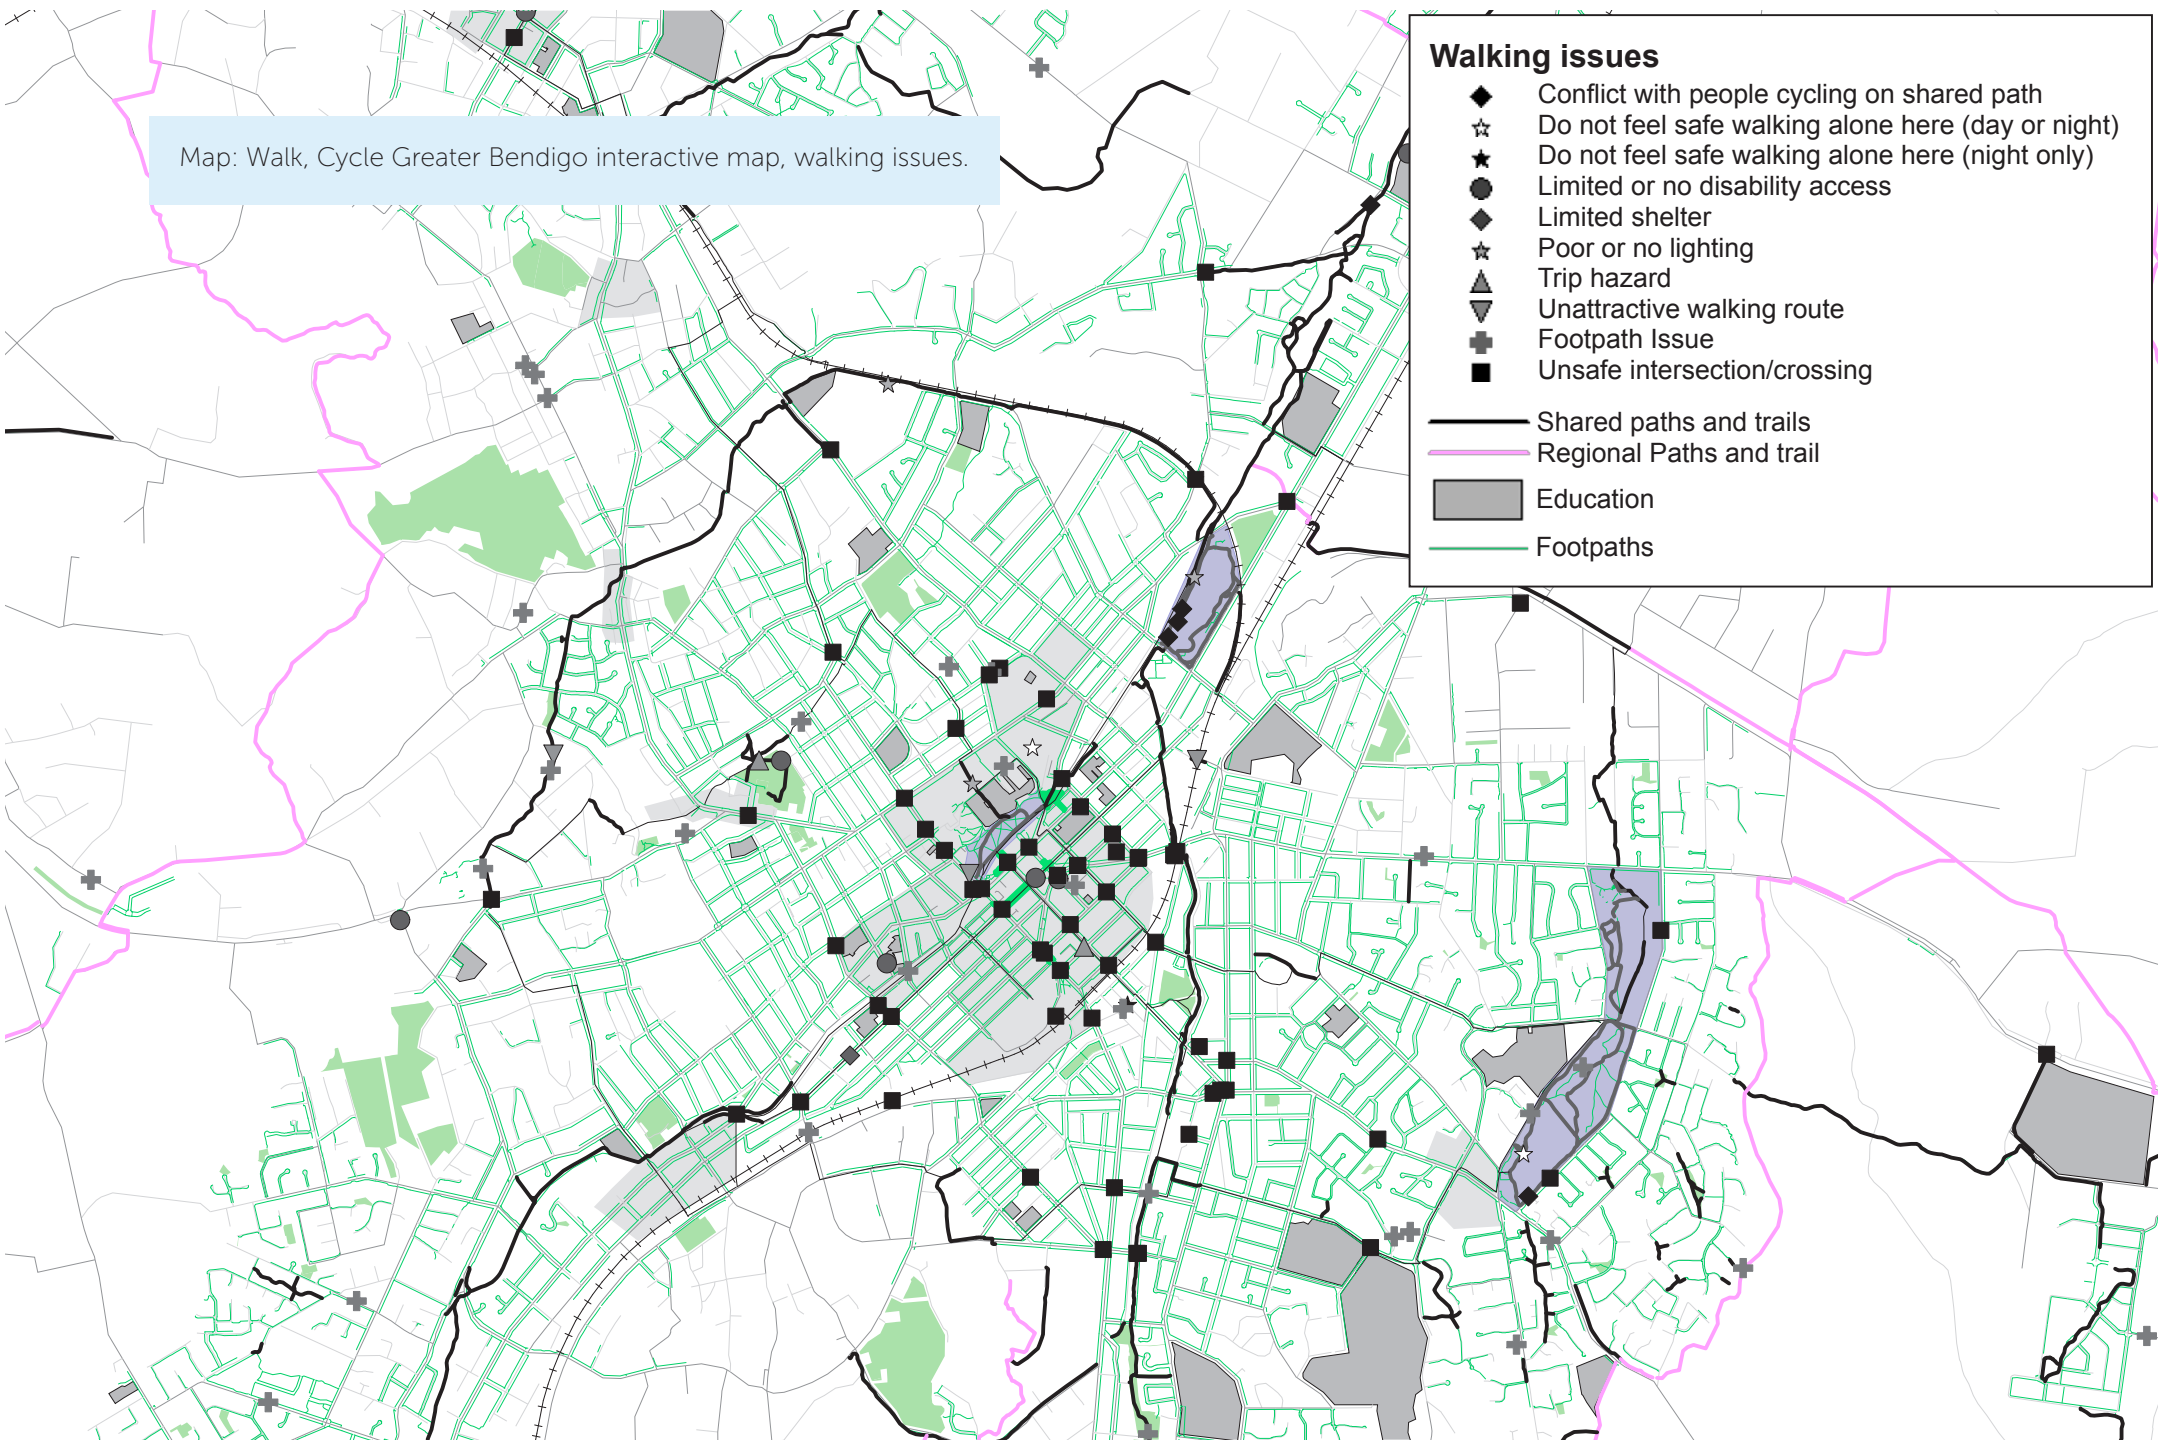 Map: Walk, Cycle Greater Bendigo interactive map, walking issues.
Walking issues
Conflict with people cycling on shared path
Do not feel safe walking alone here (day or night)
Do not feel safe walking alone here (night only)
Limited or no disability access
Limited shelter
Poor or no lighting
Trip hazard
Unattractive walking route
Footpath Issue
Unsafe intersection/crossing
Shared paths and trails
Regional Paths and trail
Education
Footpaths